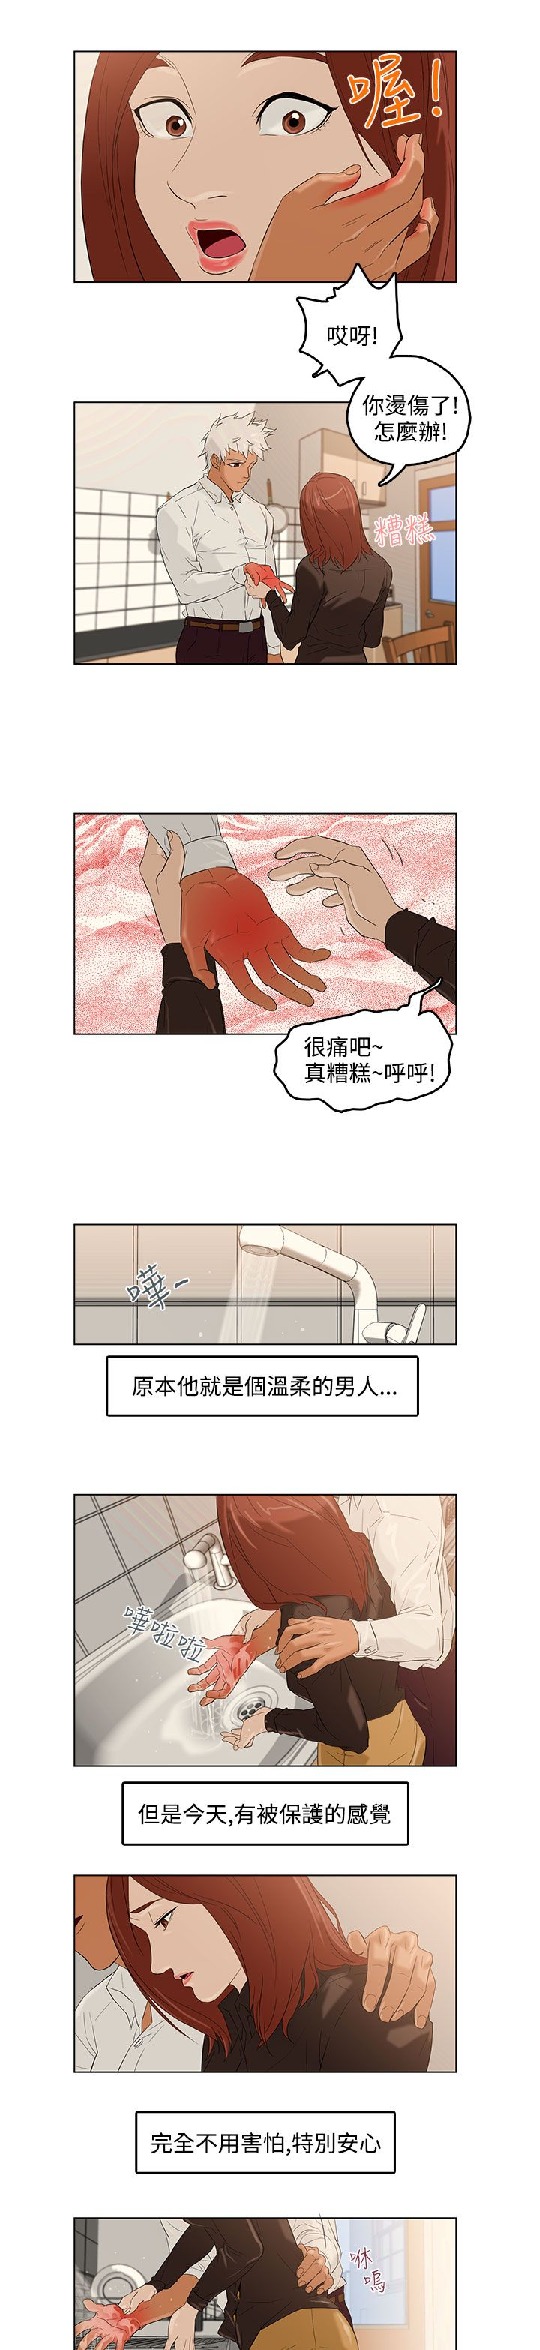 喔!
哎呀!
你燙傷了!
怎麼辦!
糟糕
很痛吧~
真糟糕~呼呼!
嘩~
原本他就是個溫柔的男人...
嘩啦啦
但是今天,有被保護的感覺
完全不用害怕,特別安心
咻
嗚